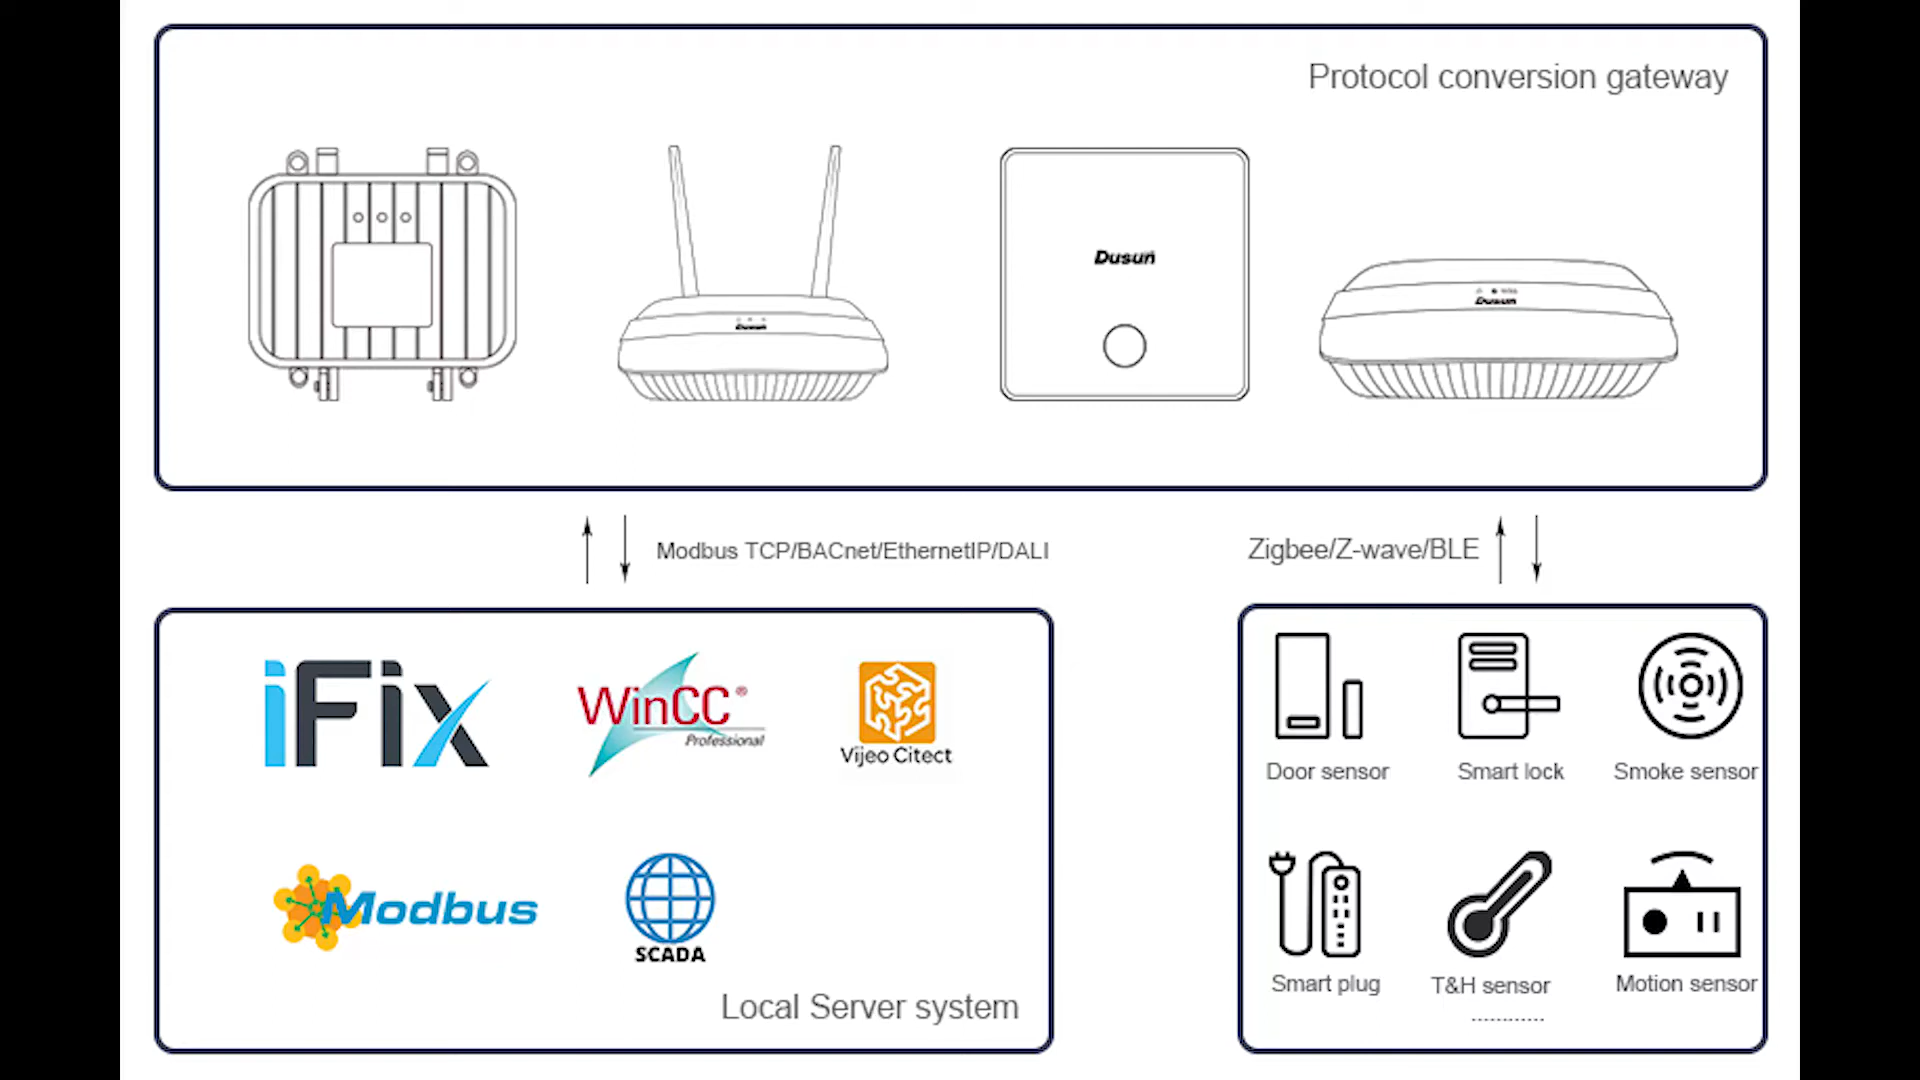 Protocol conversion gateway
Dusun
Dusun
Dusun
Modbus TCP/BACnet/EthernetIP/DALI
Zigbee/Z-wave/BLE
iFix
WinCC®
Professional
Vijeo Citect
Modbus
SCADA
Local Server system
Door sensor
Smart lock
Smoke sensor
Smart plug
T&H sensor
Motion sensor
............